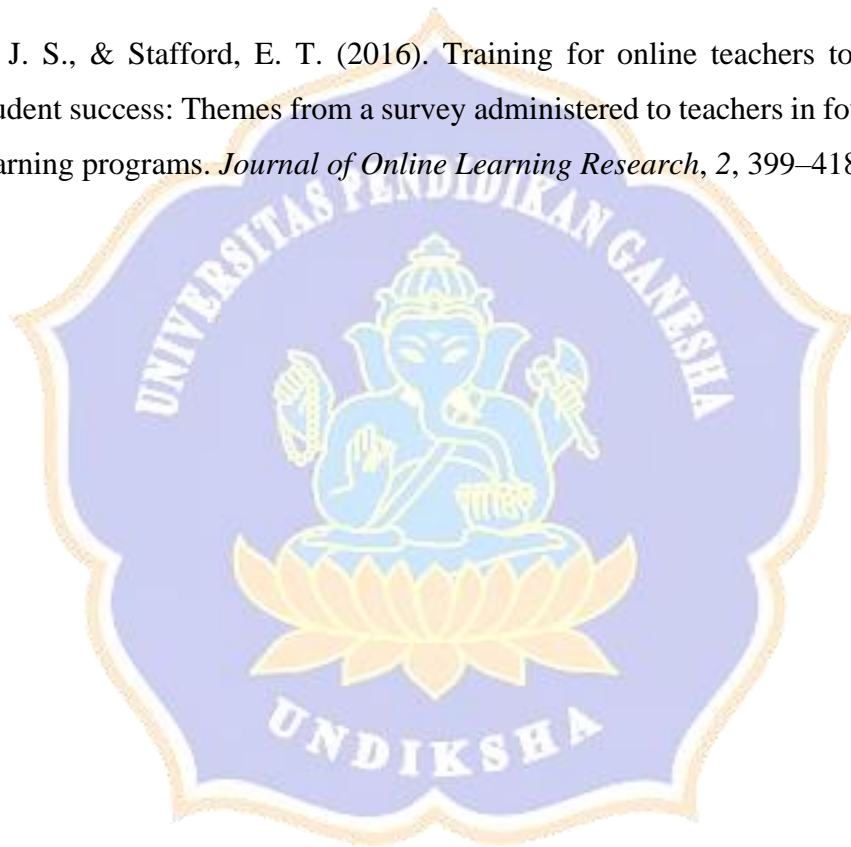 J. S., & Stafford, E. T. (2016). Training for online teachers to
udent success: Themes from a survey administered to teachers in fo
arning programs. Journal of Online Learning Research, 2, 399–418
UNIVERSITAS PENDIDIKAN GANESHA
UNDIKSHA